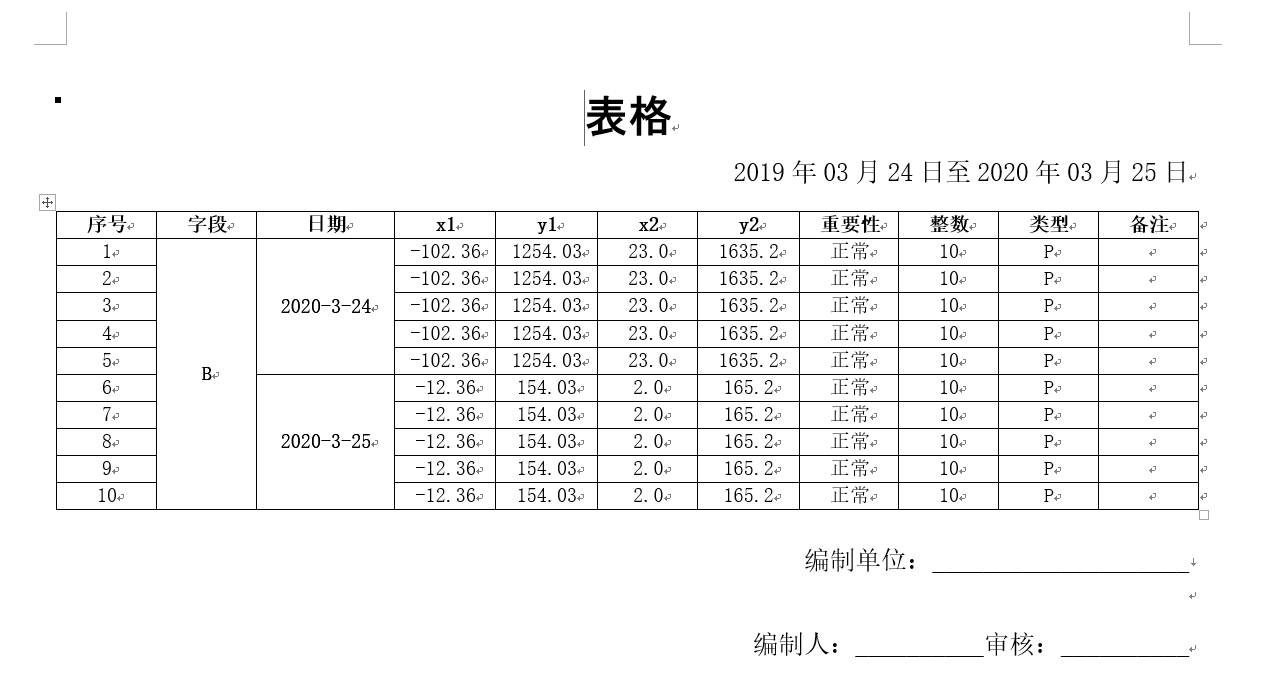 表格
2019 年 03 月 24 日至 2020 年 03 月 25 日
序号 字段 日期 x1 y1 x2 y2 重要性 整数 类型 备注
1 -102.36 1254.03 23.0 1635.2 正常 10 P
2 -102.36 1254.03 23.0 1635.2 正常 10 P
3 2020-3-24 -102.36 1254.03 23.0 1635.2 正常 10 P
4 -102.36 1254.03 23.0 1635.2 正常 10 P
5 -102.36 1254.03 23.0 1635.2 正常 10 P
B
6 -12.36 154.03 2.0 165.2 正常 10 P
7 -12.36 154.03 2.0 165.2 正常 10 P
8 2020-3-25 -12.36 154.03 2.0 165.2 正常 10 P
9 -12.36 154.03 2.0 165.2 正常 10 P
10 -12.36 154.03 2.0 165.2 正常 10 P
编制单位：____________________
编制人：__________审核：__________